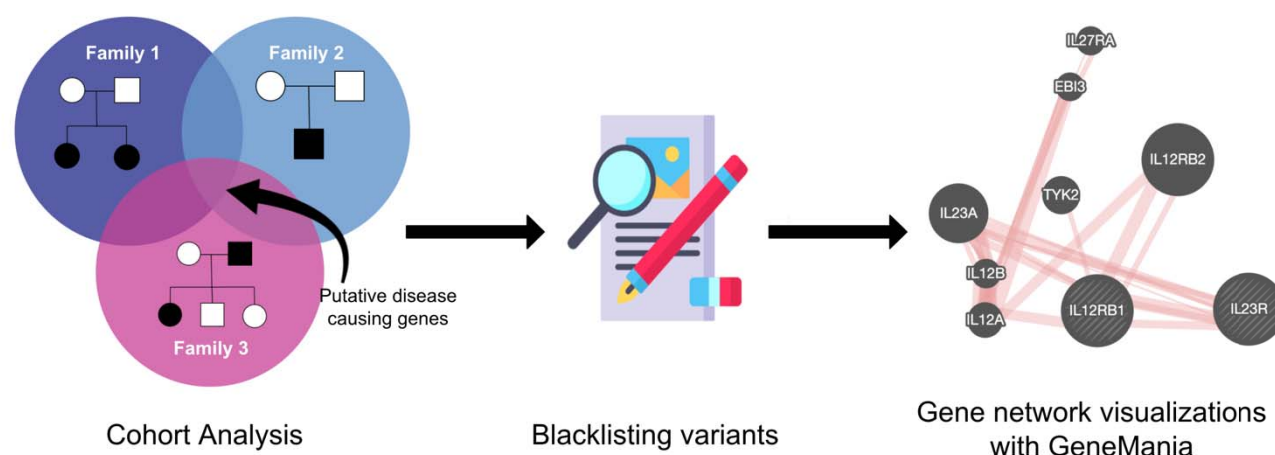 Family 1
Family 2
Family 3
Putative disease
causing genes
Cohort Analysis
Blacklisting variants
IL27RA
EBI3
IL12RB2
TYK2
IL23A
IL12B
IL12A
IL12RB1
IL23R
Gene network visualizations
with GeneMania